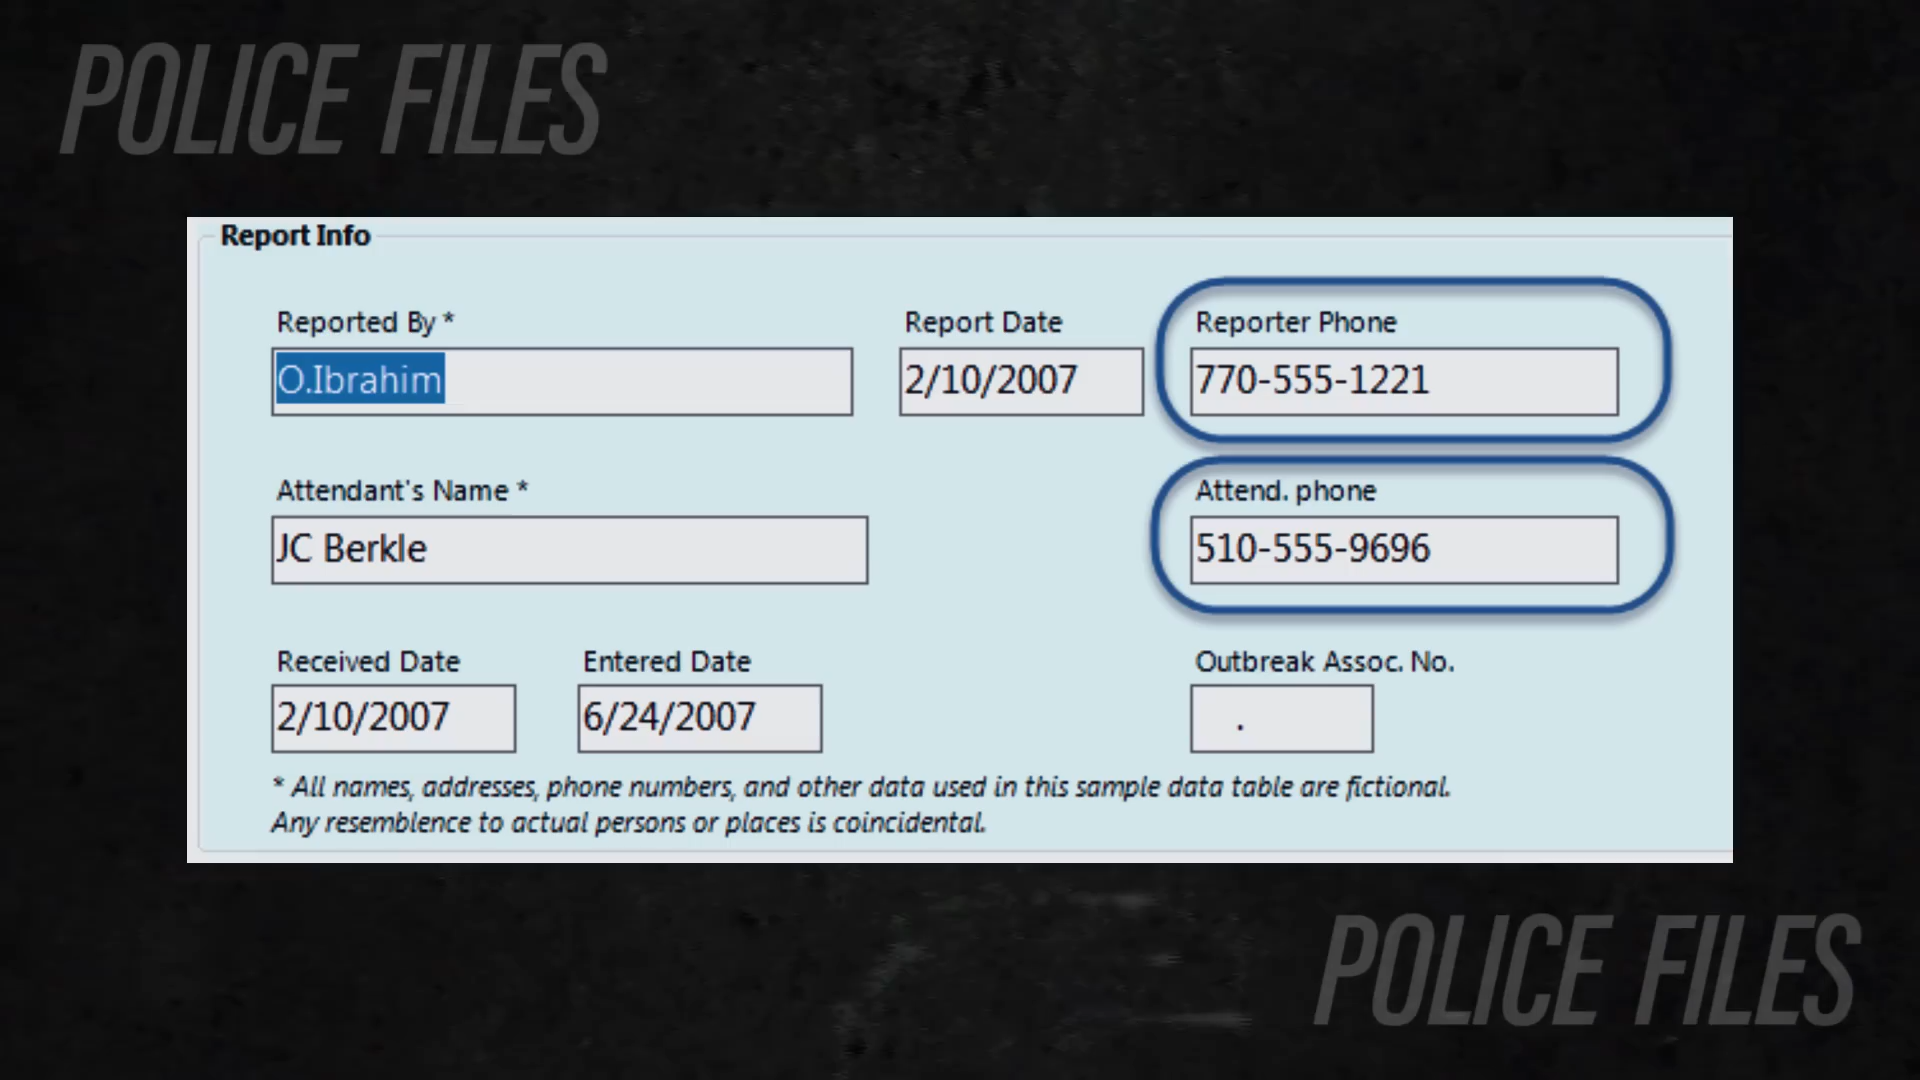 POLICE FILES
Report Info
Reported By *
Report Date
Reporter Phone
O.Ibrahim
2/10/2007
770-555-1221
Attendant's Name *
Attend. phone
JC Berkle
510-555-9696
Received Date
Entered Date
Outbreak Assoc. No.
2/10/2007
6/24/2007
.
* All names, addresses, phone numbers, and other data used in this sample data table are fictional.
Any resemblence to actual persons or places is coincidental.
POLICE FILES